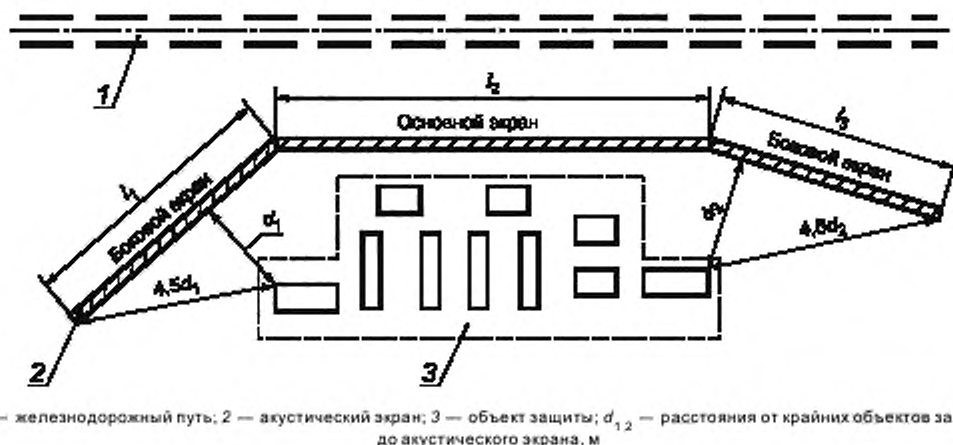 1
l₂
Основной экран
l₃
Боковой экран
l₁
Боковой экран
d₁
d₂
4,5d₁
4,5d₂
2
3
— железнодорожный путь; 2 — акустический экран; 3 — объект защиты; d₁,₂ — расстояния от крайних объектов за
до акустического экрана, м